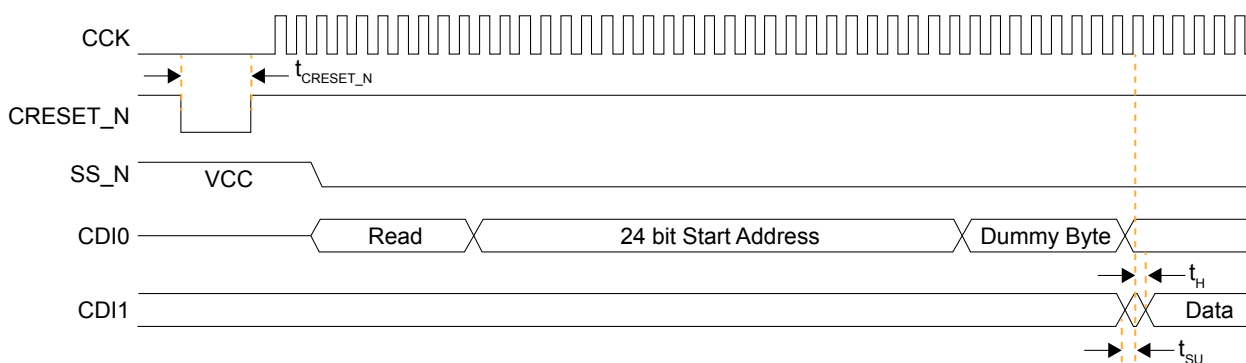 CCK
t_CRESET_N
CRESET_N
SS_N
VCC
CDI0
Read
24 bit Start Address
Dummy Byte
t_H
CDI1
Data
t_SU